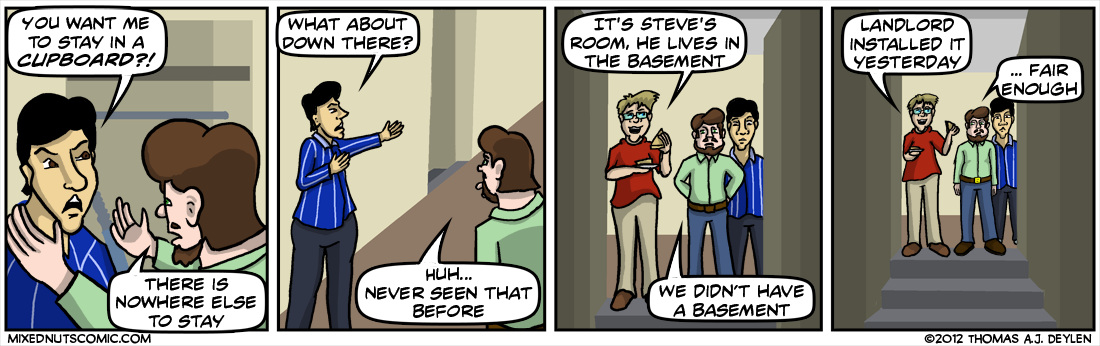 YOU WANT ME
TO STAY IN A
CUPBOARD?!
THERE IS
NOWHERE ELSE
TO STAY
WHAT ABOUT
DOWN THERE?
HUH...
NEVER SEEN THAT
BEFORE
IT'S STEVE'S
ROOM, HE LIVES IN
THE BASEMENT
WE DIDN'T HAVE
A BASEMENT
LANDLORD
INSTALLED IT
YESTERDAY
... FAIR
ENOUGH
MIXEDNUTSCOMIC.COM
©2012 THOMAS A.J. DEYLEN